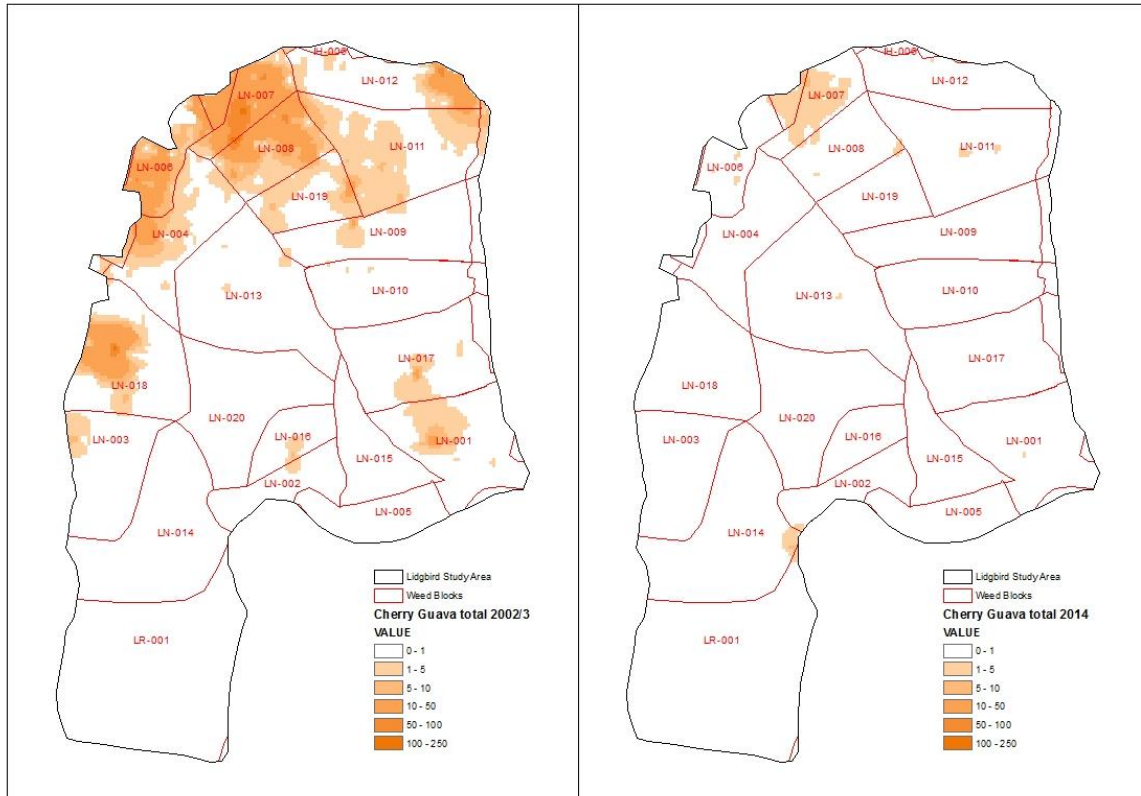 IH-006
LN-012
LN-007
LN-008
LN-011
LN-006
LN-019
LN-004
LN-009
LN-013
LN-010
LN-017
LN-018
LN-020
LN-003
LN-016
LN-001
LN-015
LN-002
LN-005
LN-014
LR-001
Lidgbird Study Area
Weed Blocks
Cherry Guava total 2002/3
VALUE
0 - 1
1 - 5
5 - 10
10 - 50
50 - 100
100 - 250
IH-006
LN-012
LN-007
LN-008
LN-011
LN-006
LN-019
LN-004
LN-009
LN-013
LN-010
LN-017
LN-018
LN-020
LN-003
LN-016
LN-001
LN-015
LN-002
LN-005
LN-014
LR-001
Lidgbird Study Area
Weed Blocks
Cherry Guava total 2014
VALUE
0 - 1
1 - 5
5 - 10
10 - 50
50 - 100
100 - 250